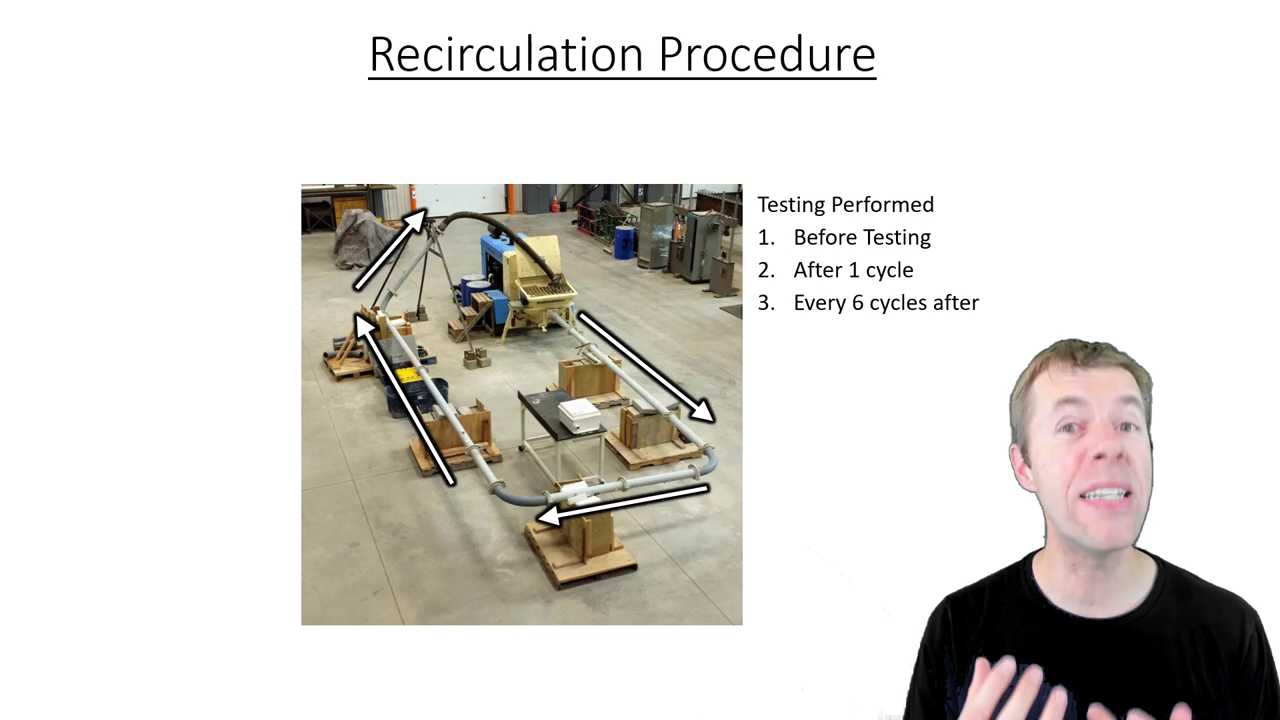 Recirculation Procedure
Testing Performed
1. Before Testing
2. After 1 cycle
3. Every 6 cycles after